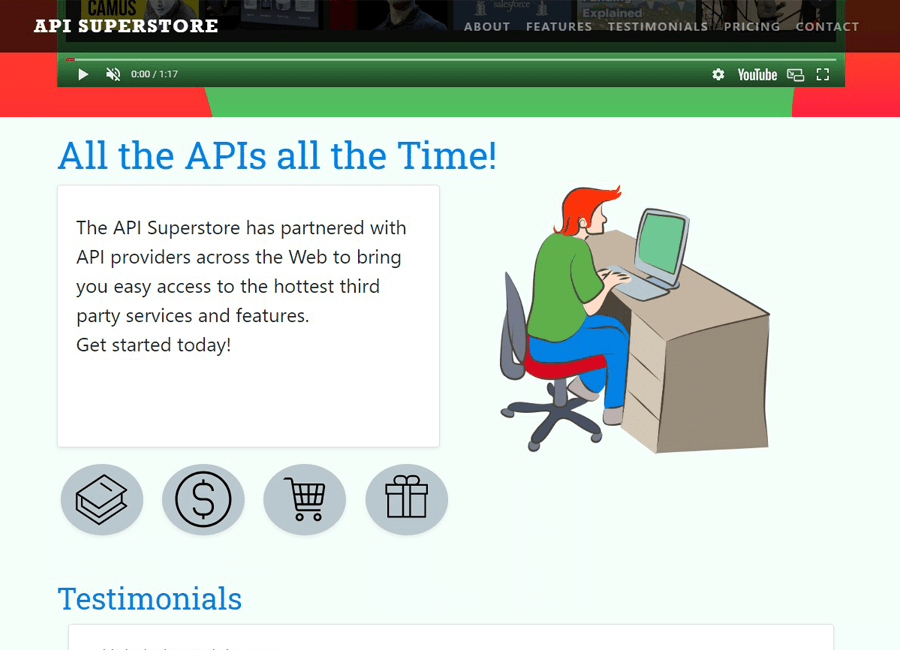 CAMUS
salesforce
Explained
API SUPERSTORE
ABOUT FEATURES TESTIMONIALS PRICING CONTACT
0:00 / 1:17
YouTube
All the APIs all the Time!
The API Superstore has partnered with
API providers across the Web to bring
you easy access to the hottest third
party services and features.
Get started today!
Testimonials